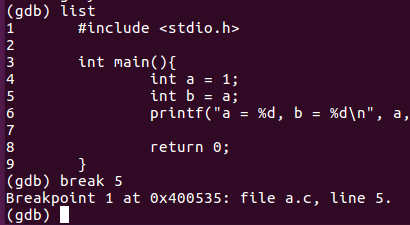 (gdb) list
1 #include <stdio.h>
2
3 int main(){
4 int a = 1;
5 int b = a;
6 printf("a = %d, b = %d\n", a,
7
8 return 0;
9 }
(gdb) break 5
Breakpoint 1 at 0x400535: file a.c, line 5.
(gdb)